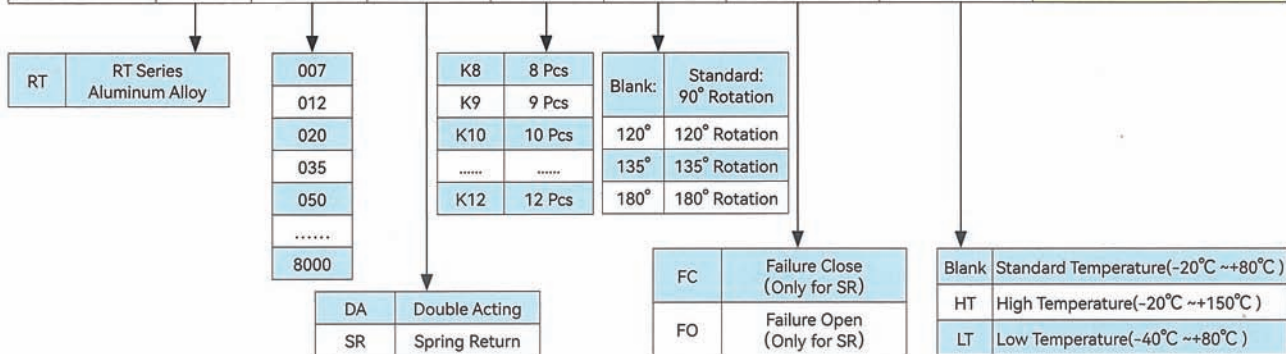 RT RT Series
Aluminum Alloy
007
012
020
035
050
......
8000
DA Double Acting
SR Spring Return
K8 8 Pcs
K9 9 Pcs
K10 10 Pcs
...... ......
K12 12 Pcs
Blank: Standard:
90° Rotation
120° 120° Rotation
135° 135° Rotation
180° 180° Rotation
FC Failure Close
(Only for SR)
FO Failure Open
(Only for SR)
Blank Standard Temperature(-20℃ ~+80℃)
HT High Temperature(-20℃ ~+150℃)
LT Low Temperature(-40℃ ~+80℃)